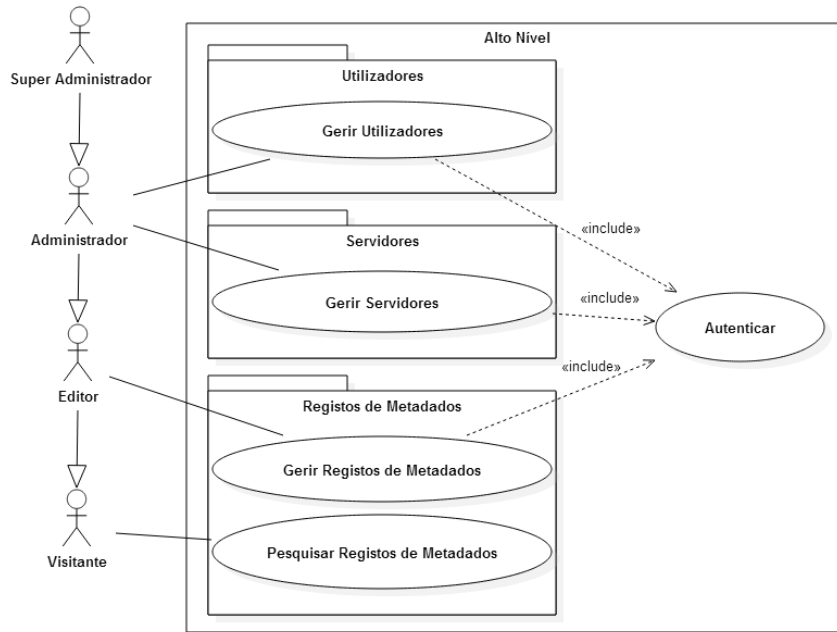 Alto Nível
Super Administrador
Utilizadores
Gerir Utilizadores
Administrador
«include»
Servidores
Gerir Servidores
«include»
Autenticar
Editor
«include»
Registos de Metadados
Gerir Registos de Metadados
Visitante
Pesquisar Registos de Metadados